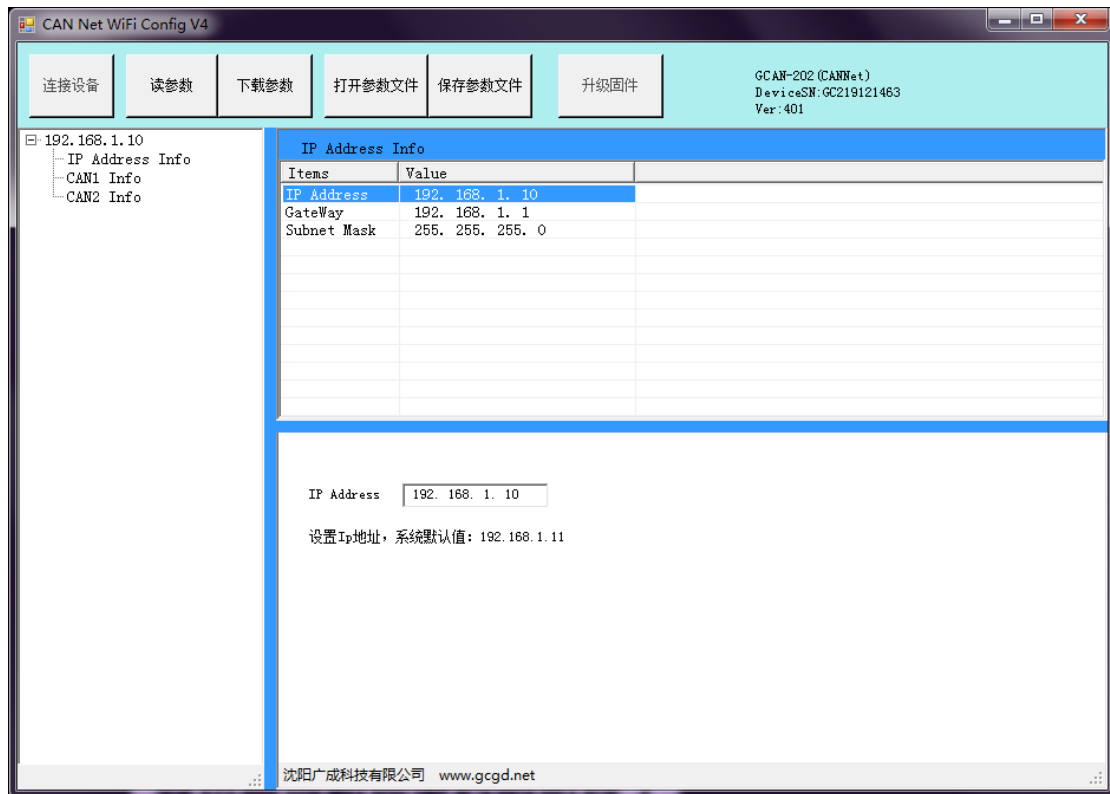 CAN Net WiFi Config V4
连接设备 读参数 下载参数 打开参数文件 保存参数文件 升级固件
GCAN-202(CANNet)
DeviceSN:GC219121463
Ver:401
192.168.1.10
IP Address Info
CAN1 Info
CAN2 Info
IP Address Info
Items Value
IP Address 192. 168. 1. 10
GateWay 192. 168. 1. 1
Subnet Mask 255. 255. 255. 0
IP Address 192. 168. 1. 10
设置Ip地址，系统默认值：192.168.1.11
沈阳广成科技有限公司 www.gcgd.net